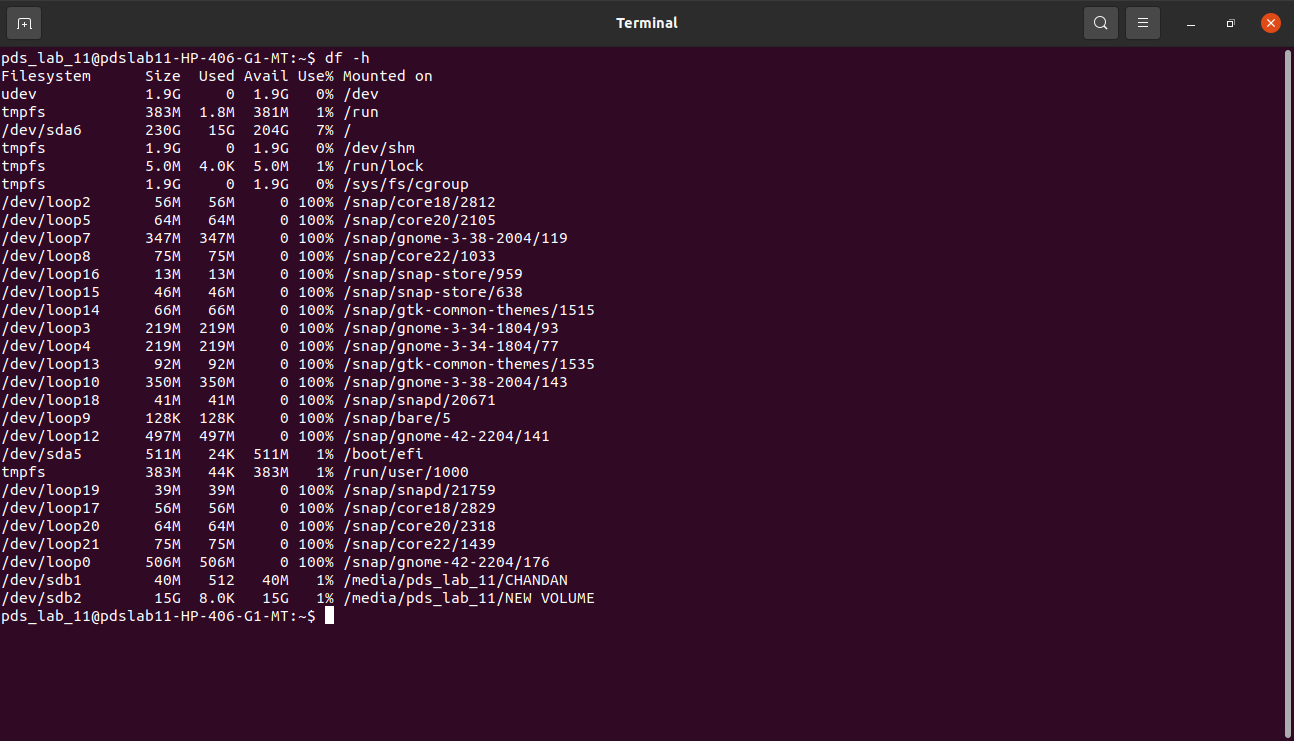 Terminal
pds_lab_11@pdslab11-HP-406-G1-MT:~$ df -h
Filesystem      Size  Used Avail Use% Mounted on
udev            1.9G     0  1.9G   0% /dev
tmpfs           383M  1.8M  381M   1% /run
/dev/sda6       230G   15G  204G   7% /
tmpfs           1.9G     0  1.9G   0% /dev/shm
tmpfs           5.0M  4.0K  5.0M   1% /run/lock
tmpfs           1.9G     0  1.9G   0% /sys/fs/cgroup
/dev/loop2       56M   56M     0 100% /snap/core18/2812
/dev/loop5       64M   64M     0 100% /snap/core20/2105
/dev/loop7      347M  347M     0 100% /snap/gnome-3-38-2004/119
/dev/loop8       75M   75M     0 100% /snap/core22/1033
/dev/loop16      13M   13M     0 100% /snap/snap-store/959
/dev/loop15      46M   46M     0 100% /snap/snap-store/638
/dev/loop14      66M   66M     0 100% /snap/gtk-common-themes/1515
/dev/loop3      219M  219M     0 100% /snap/gnome-3-34-1804/93
/dev/loop4      219M  219M     0 100% /snap/gnome-3-34-1804/77
/dev/loop13      92M   92M     0 100% /snap/gtk-common-themes/1535
/dev/loop10     350M  350M     0 100% /snap/gnome-3-38-2004/143
/dev/loop18      41M   41M     0 100% /snap/snapd/20671
/dev/loop9      128K  128K     0 100% /snap/bare/5
/dev/loop12     497M  497M     0 100% /snap/gnome-42-2204/141
/dev/sda5       511M   24K  511M   1% /boot/efi
tmpfs           383M   44K  383M   1% /run/user/1000
/dev/loop19      39M   39M     0 100% /snap/snapd/21759
/dev/loop17      56M   56M     0 100% /snap/core18/2829
/dev/loop20      64M   64M     0 100% /snap/core20/2318
/dev/loop21      75M   75M     0 100% /snap/core22/1439
/dev/loop0      506M  506M     0 100% /snap/gnome-42-2204/176
/dev/sdb1        40M   512   40M   1% /media/pds_lab_11/CHANDAN
/dev/sdb2        15G  8.0K   15G   1% /media/pds_lab_11/NEW VOLUME
pds_lab_11@pdslab11-HP-406-G1-MT:~$